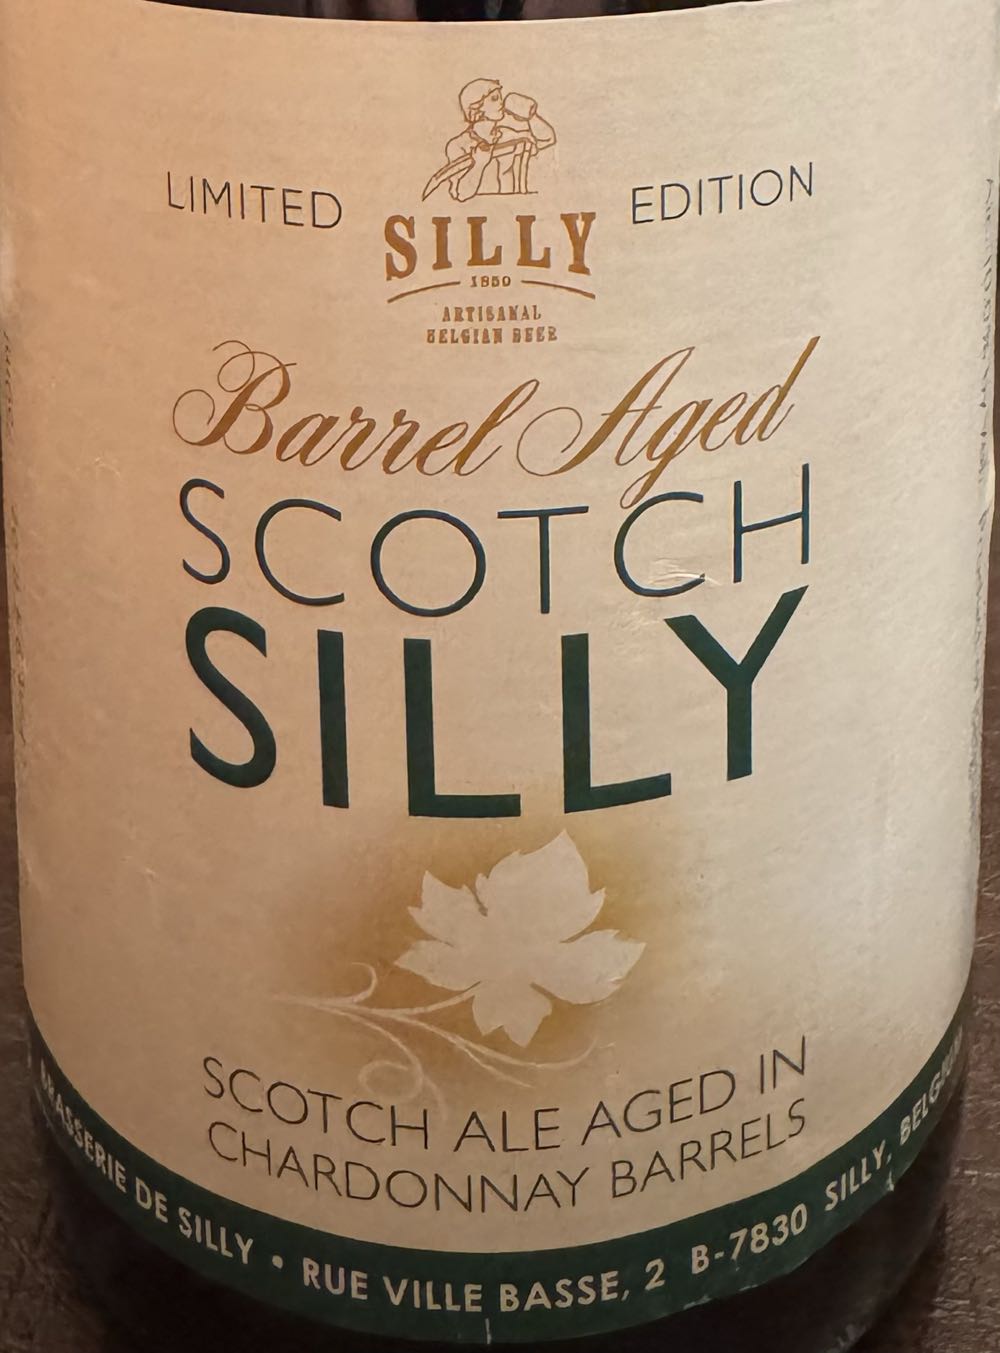 LIMITED EDITION
SILLY
1850
ARTISANAL
BELGIAN BEER
Barrel Aged
SCOTCH
SILLY
SCOTCH ALE AGED IN
CHARDONNAY BARRELS
BRASSERIE DE SILLY • RUE VILLE BASSE, 2 B-7830 SILLY, BELGIUM